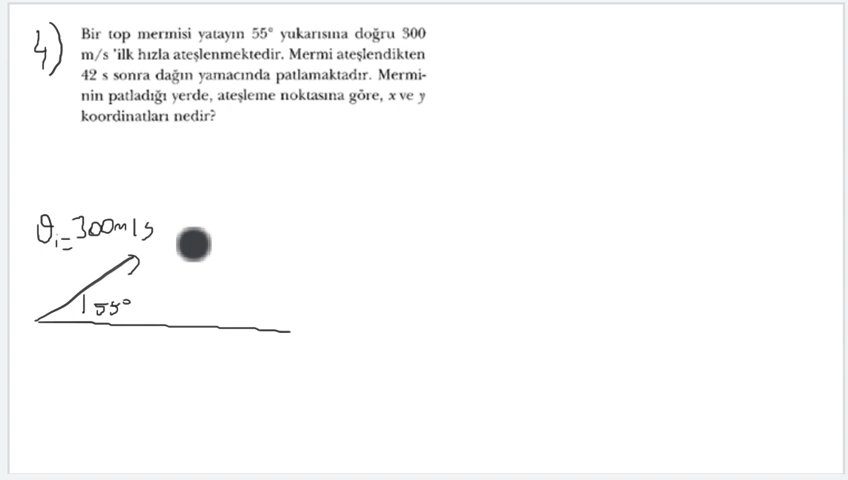 4)
Bir top mermisi yatayın 55° yukarısına doğru 300
m/s 'ilk hızla ateşlenmektedir. Mermi ateşlendikten
42 s sonra dağın yamacında patlamaktadır. Mermi-
nin patladığı yerde, ateşleme noktasına göre, x ve y
koordinatları nedir?
ϑi=300m/s
55°